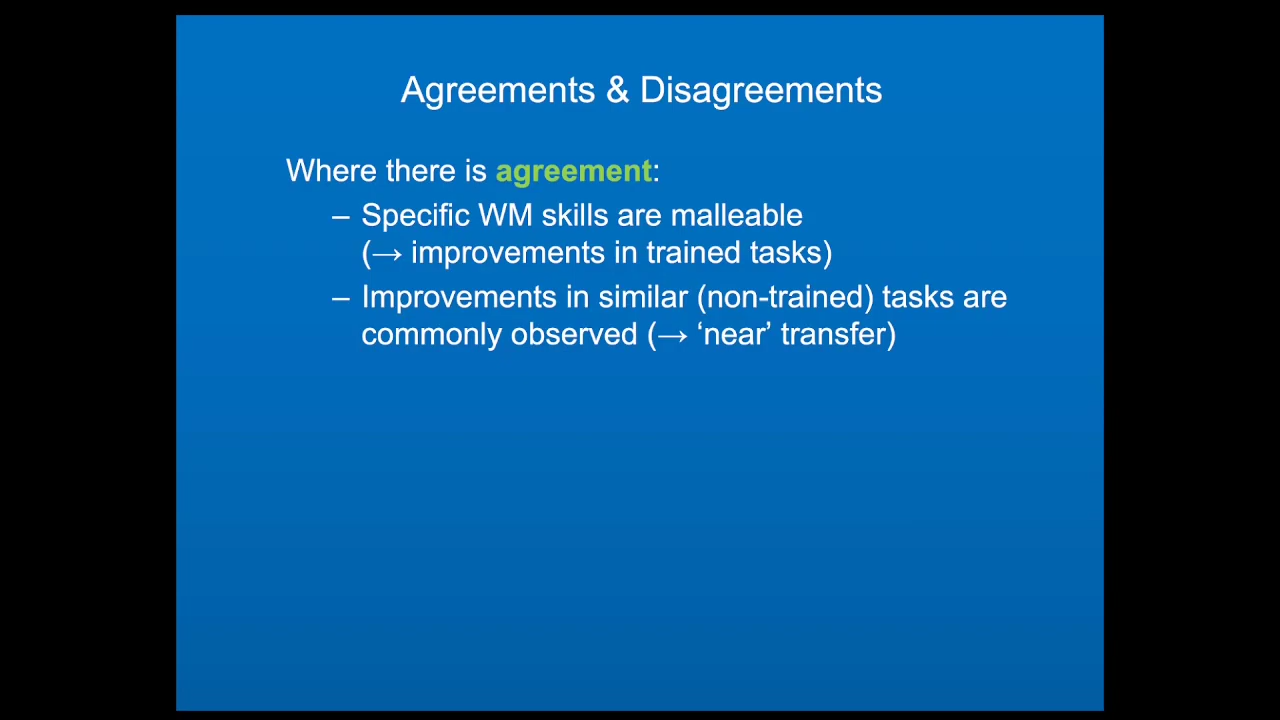 Agreements & Disagreements
Where there is agreement:
– Specific WM skills are malleable
(→ improvements in trained tasks)
– Improvements in similar (non-trained) tasks are
commonly observed (→ ‘near’ transfer)